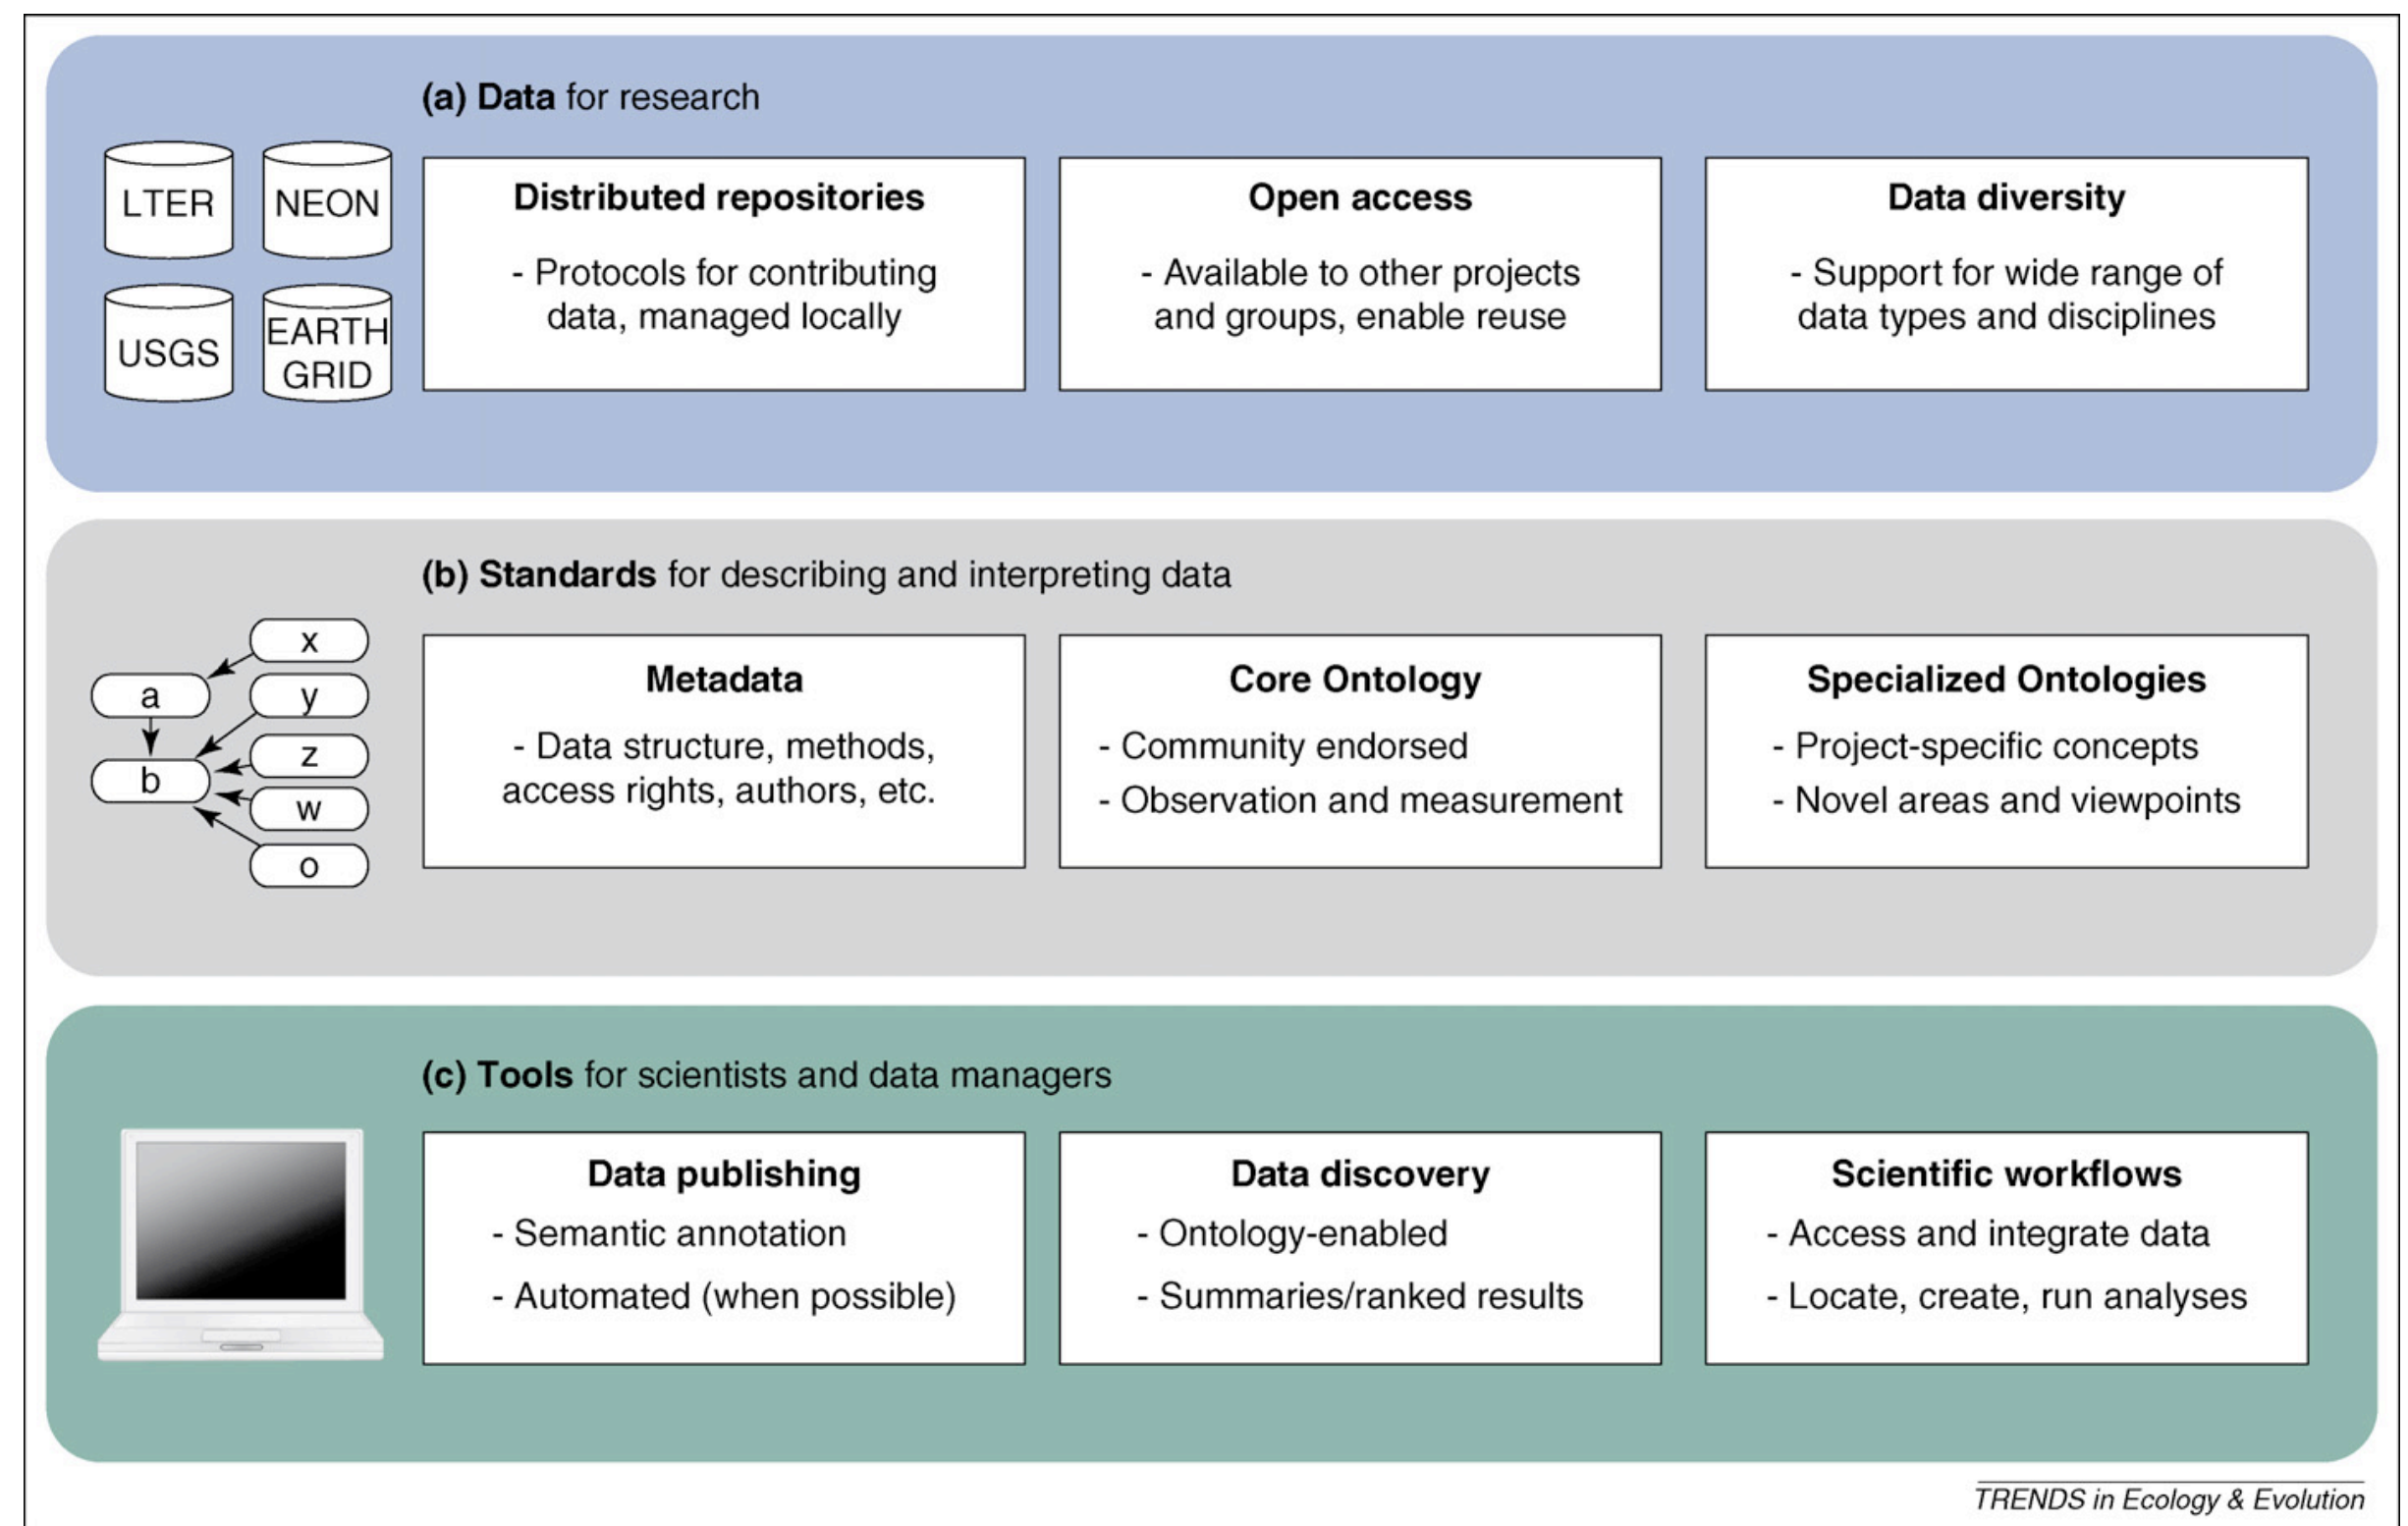 (a) Data for research
LTER
NEON
USGS
EARTH
GRID
Distributed repositories
- Protocols for contributing
data, managed locally
Open access
- Available to other projects
and groups, enable reuse
Data diversity
- Support for wide range of
data types and disciplines
(b) Standards for describing and interpreting data
x
a
y
z
b
w
o
Metadata
- Data structure, methods,
access rights, authors, etc.
Core Ontology
- Community endorsed
- Observation and measurement
Specialized Ontologies
- Project-specific concepts
- Novel areas and viewpoints
(c) Tools for scientists and data managers
Data publishing
- Semantic annotation
- Automated (when possible)
Data discovery
- Ontology-enabled
- Summaries/ranked results
Scientific workflows
- Access and integrate data
- Locate, create, run analyses
TRENDS in Ecology & Evolution